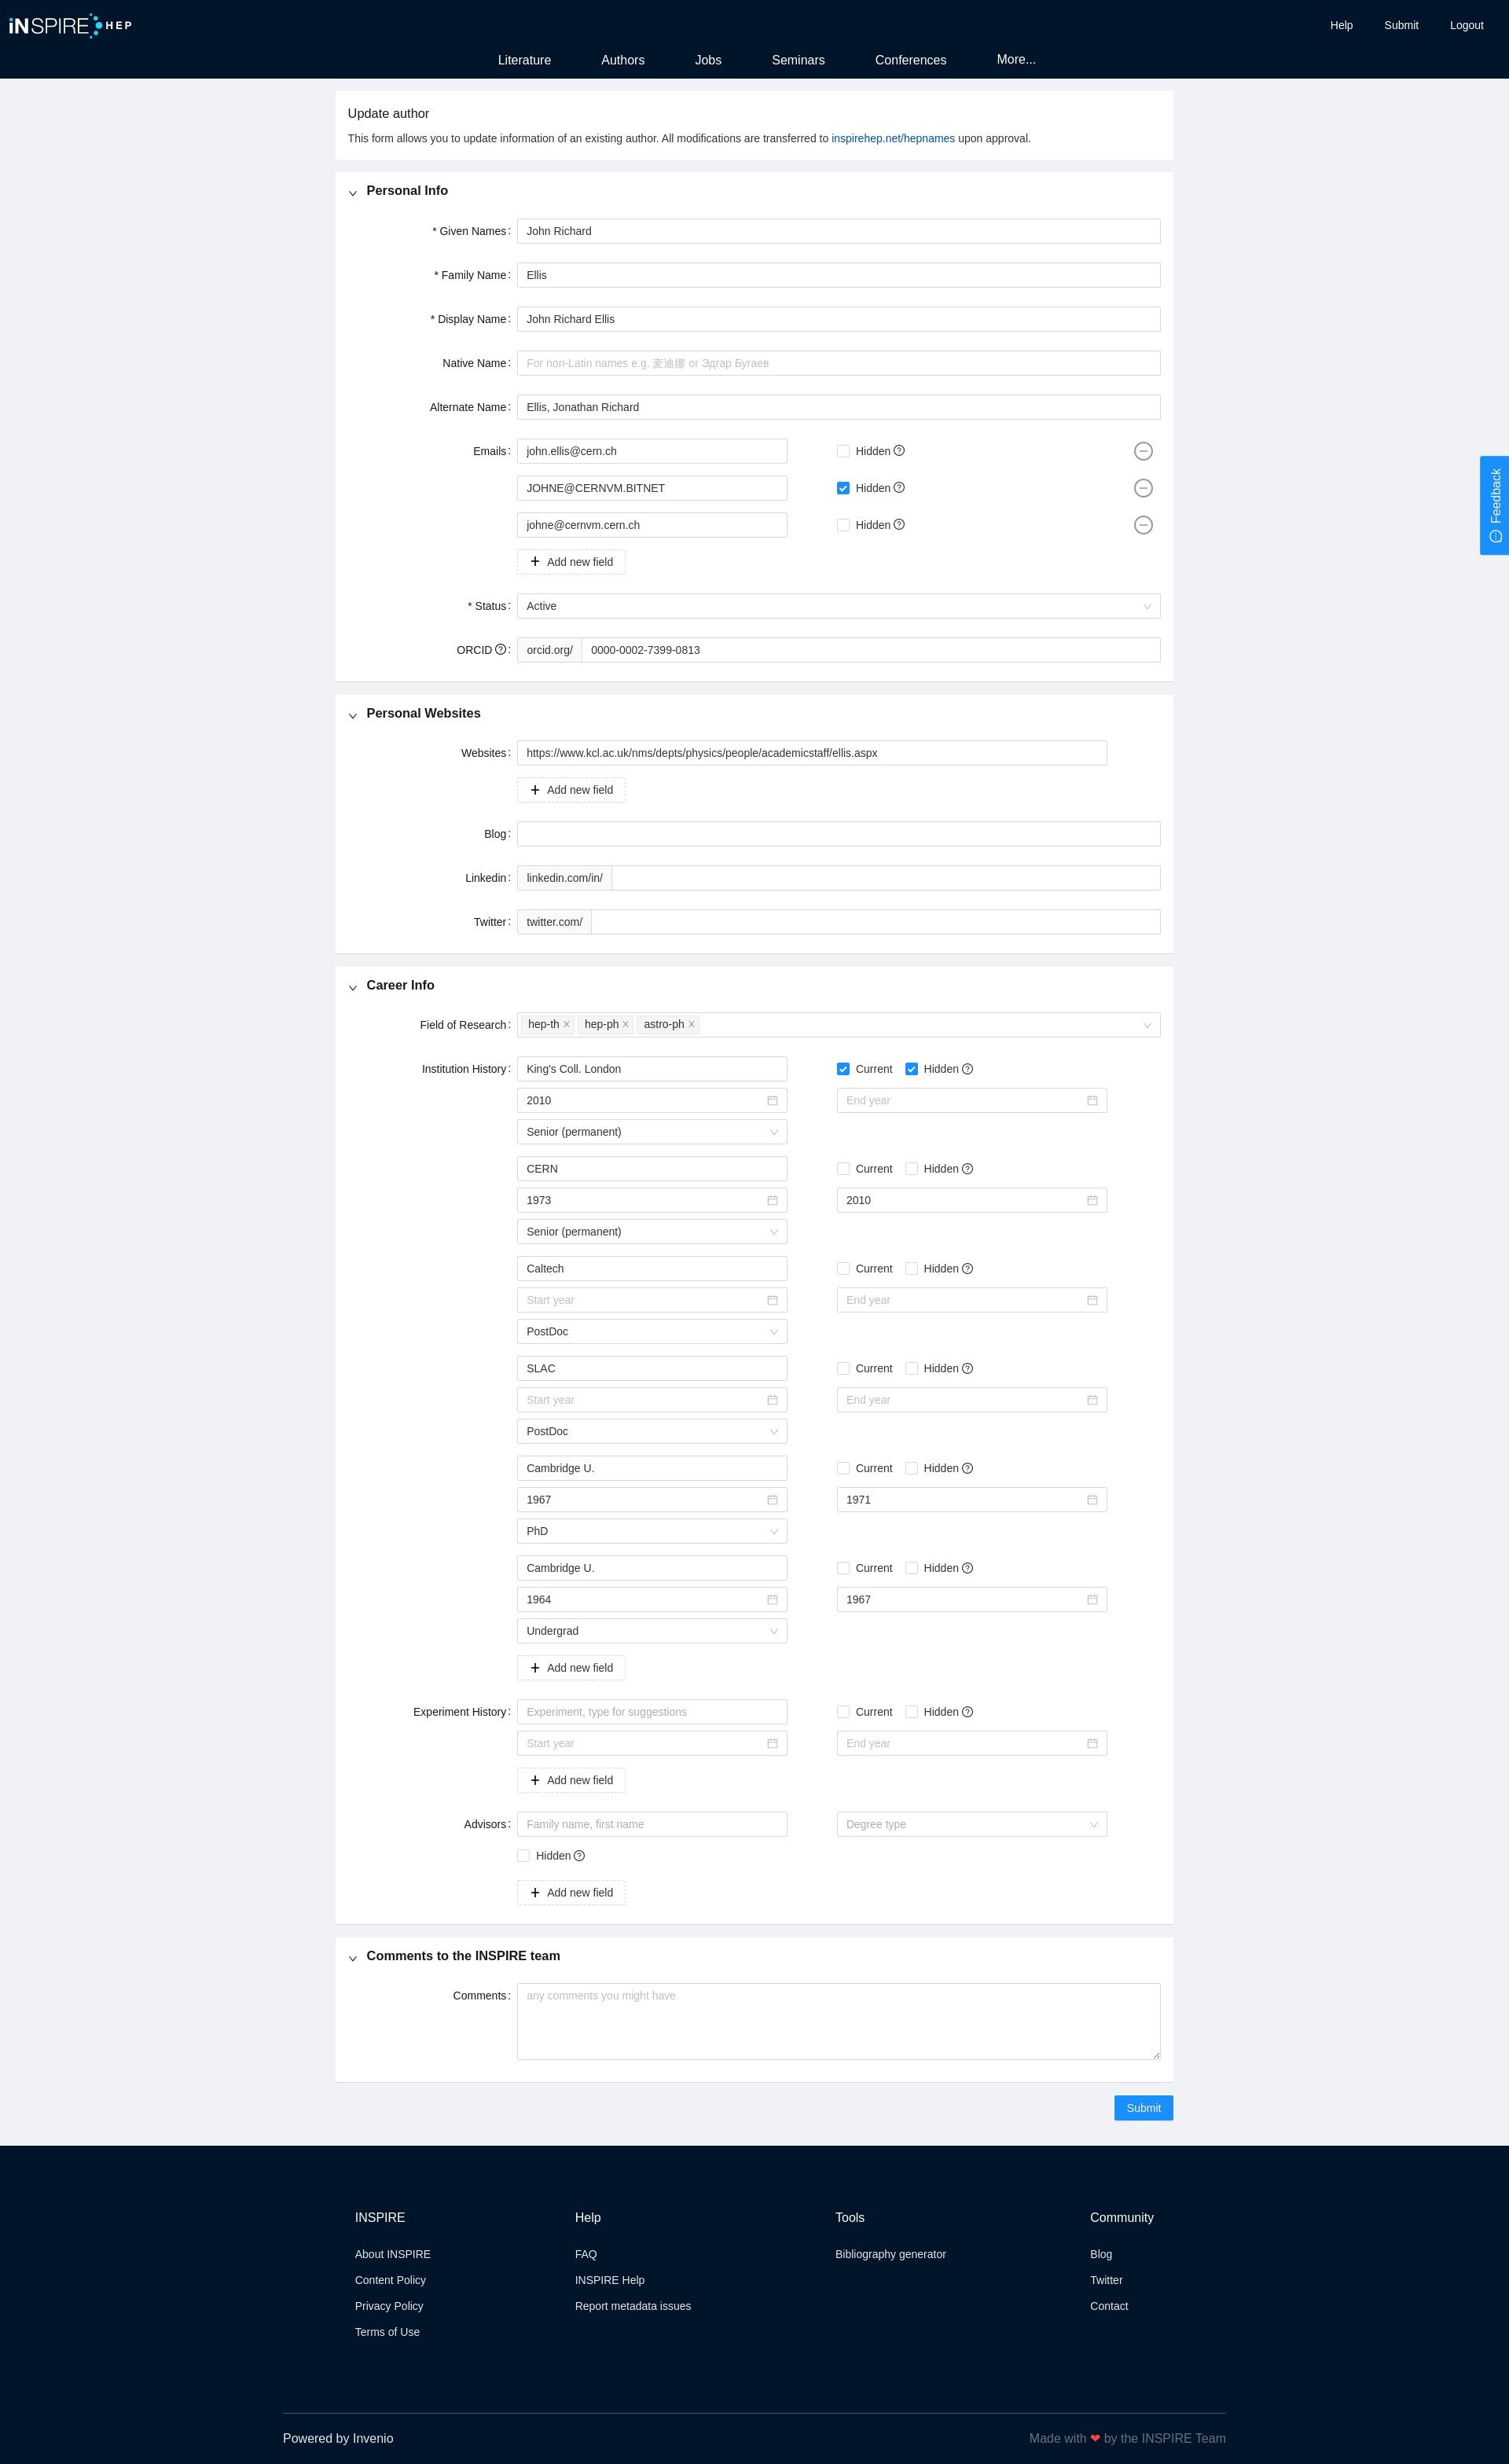 iNSPIRE HEP
Help Submit Logout
Literature Authors Jobs Seminars Conferences More...
Update author
This form allows you to update information of an existing author. All modifications are transferred to inspirehep.net/hepnames upon approval.
Personal Info
* Given Names : John Richard
* Family Name : Ellis
* Display Name : John Richard Ellis
Native Name : For non-Latin names e.g. 麦迪娜 or Эдгар Бугаев
Alternate Name : Ellis, Jonathan Richard
Emails : john.ellis@cern.ch Hidden
JOHNE@CERNVM.BITNET Hidden
johne@cernvm.cern.ch Hidden
Add new field
* Status : Active
ORCID : orcid.org/ 0000-0002-7399-0813
Feedback
Personal Websites
Websites : https://www.kcl.ac.uk/nms/depts/physics/people/academicstaff/ellis.aspx
Add new field
Blog :
Linkedin : linkedin.com/in/
Twitter : twitter.com/
Career Info
Field of Research : hep-th hep-ph astro-ph
Institution History : King's Coll. London Current Hidden
2010 End year
Senior (permanent)
CERN Current Hidden
1973 2010
Senior (permanent)
Caltech Current Hidden
Start year End year
PostDoc
SLAC Current Hidden
Start year End year
PostDoc
Cambridge U. Current Hidden
1967 1971
PhD
Cambridge U. Current Hidden
1964 1967
Undergrad
Add new field
Experiment History : Experiment, type for suggestions Current Hidden
Start year End year
Add new field
Advisors : Family name, first name Degree type
Hidden
Add new field
Comments to the INSPIRE team
Comments : any comments you might have
Submit
INSPIRE Help Tools Community
About INSPIRE FAQ Bibliography generator Blog
Content Policy INSPIRE Help Twitter
Privacy Policy Report metadata issues Contact
Terms of Use
Powered by Invenio Made with ❤ by the INSPIRE Team